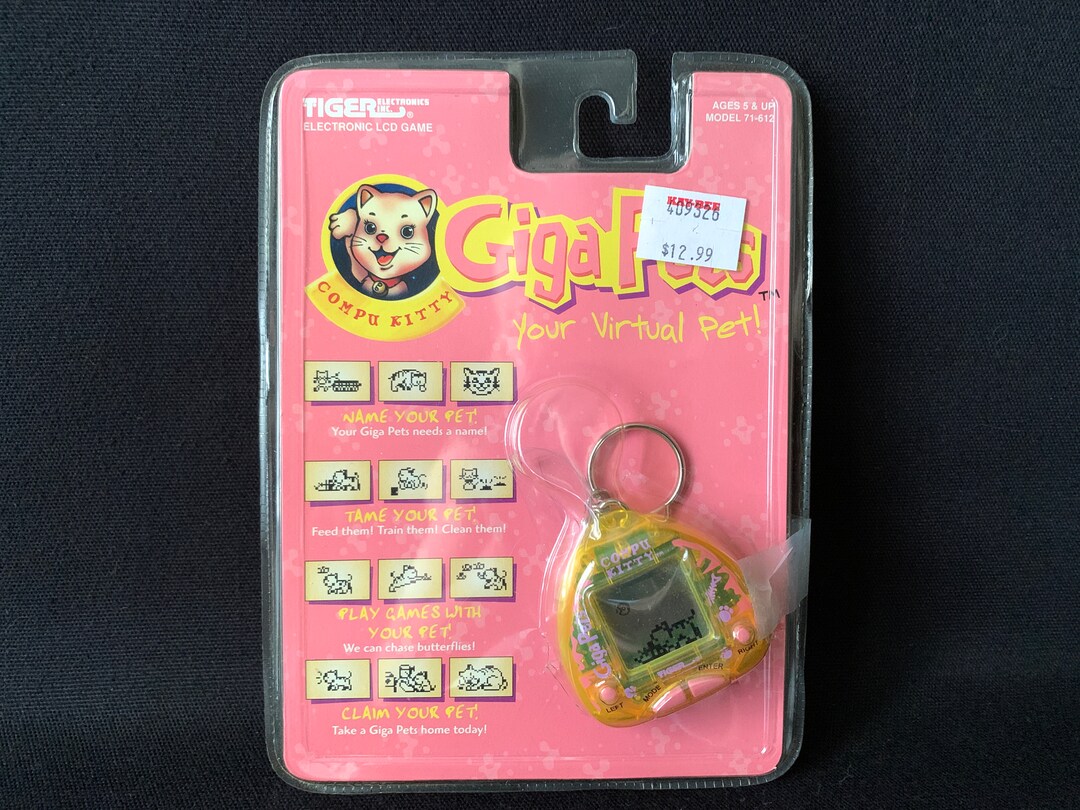 TIGER ELECTRONICS INC.®
ELECTRONIC LCD GAME
AGES 5 & UP
MODEL 71-612
KAY-BEE
409326
$12.99
Giga Pets™
Your Virtual Pet!
COMPU KITTY
NAME YOUR PET!
Your Giga Pets needs a name!
TAME YOUR PET!
Feed them! Train them! Clean them!
PLAY GAMES WITH
YOUR PET!
We can chase butterflies!
CLAIM YOUR PET!
Take a Giga Pets home today!
COMPU
KITTY
Giga Pets
LEFT
MODE
ENTER
RIGHT